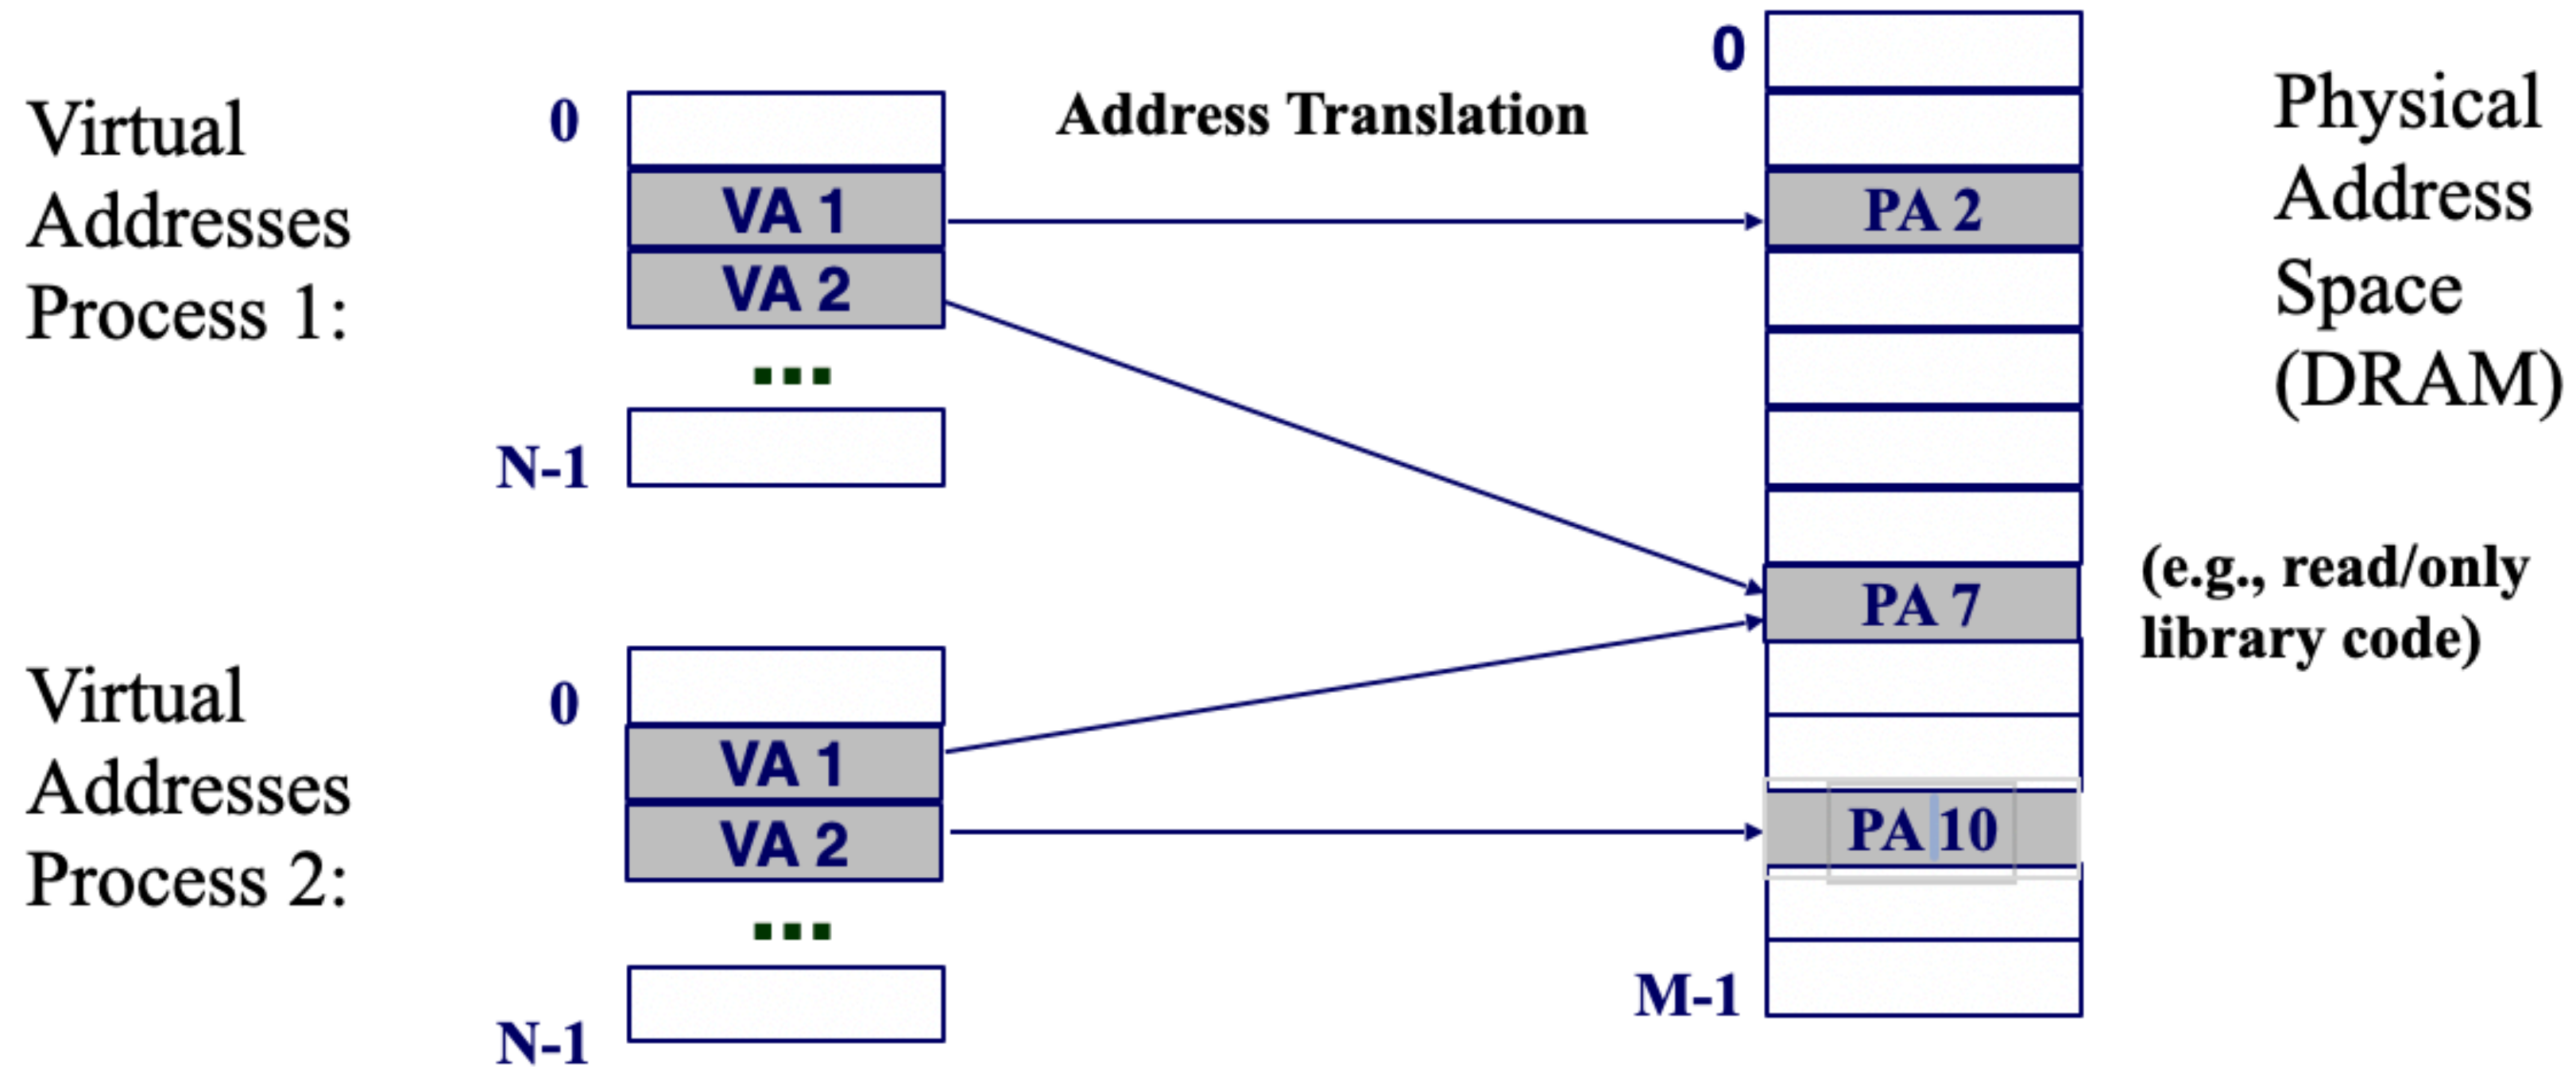 Virtual
Addresses
Process 1:
0
VA 1
VA 2
...
N-1
Address Translation
0
PA 2
PA 7
PA 10
M-1
Physical
Address
Space
(DRAM)
(e.g., read/only
library code)
Virtual
Addresses
Process 2:
0
VA 1
VA 2
...
N-1